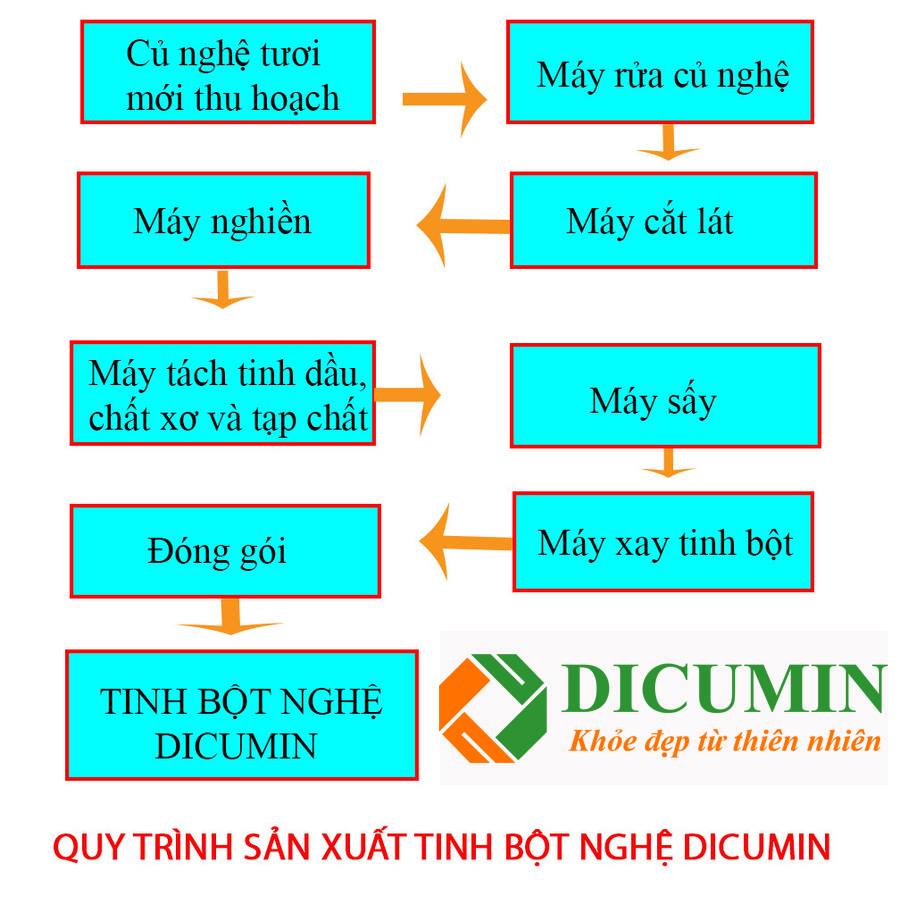 Củ nghệ tươi
mới thu hoạch
Máy rửa củ nghệ
Máy cắt lát
Máy nghiền
Máy tách tinh dầu,
chất xơ và tạp chất
Máy sấy
Máy xay tinh bột
Đóng gói
TINH BỘT NGHỆ
DICUMIN
DICUMIN
Khỏe đẹp từ thiên nhiên
QUY TRÌNH SẢN XUẤT TINH BỘT NGHỆ DICUMIN